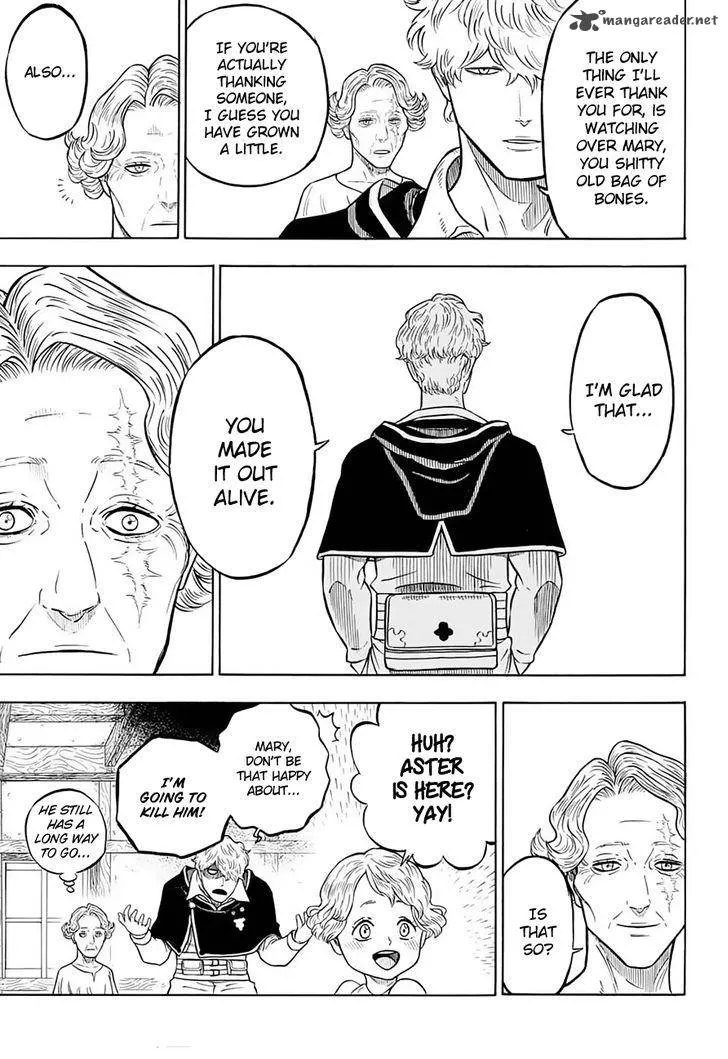 mangareader.net
THE ONLY
THING I'LL
EVER THANK
YOU FOR, IS
WATCHING
OVER MARY,
YOU SHITTY
OLD BAG OF
BONES.
IF YOU'RE
ACTUALLY
THANKING
SOMEONE,
I GUESS YOU
HAVE GROWN
A LITTLE.
ALSO...
I'M GLAD
THAT...
YOU
MADE
IT OUT
ALIVE.
IS
THAT
SO?
HUH?
ASTER
IS HERE?
YAY!
MARY,
DON'T BE
THAT HAPPY
ABOUT...
I'M
GOING TO
KILL HIM!
HE STILL
HAS A
LONG WAY
TO GO...